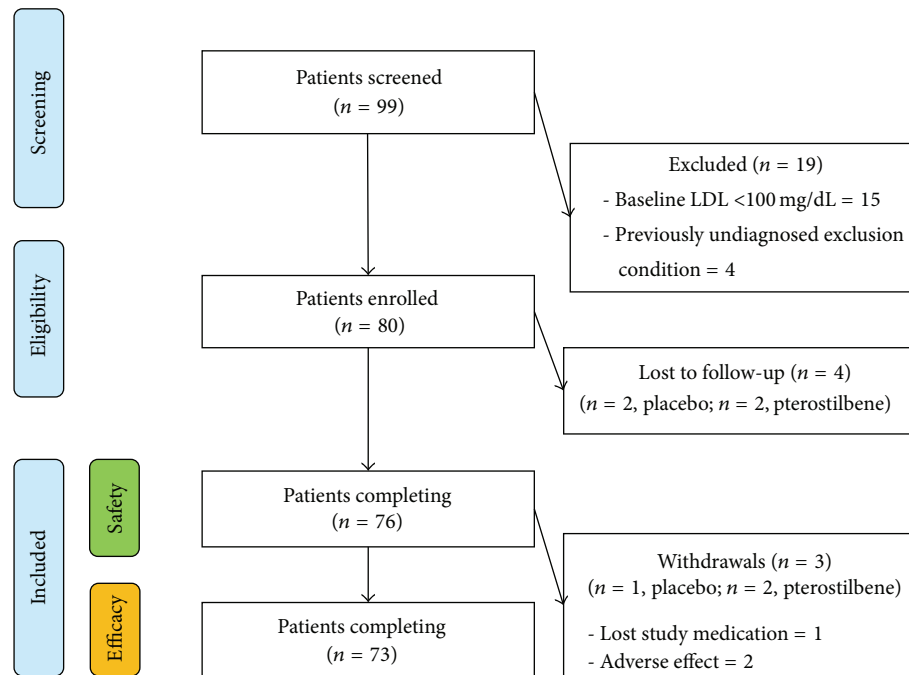 Screening
Patients screened
(n = 99)
Excluded (n = 19)
- Baseline LDL <100 mg/dL = 15
- Previously undiagnosed exclusion
condition = 4
Eligibility
Patients enrolled
(n = 80)
Lost to follow-up (n = 4)
(n = 2, placebo; n = 2, pterostilbene)
Included
Safety
Patients completing
(n = 76)
Withdrawals (n = 3)
(n = 1, placebo; n = 2, pterostilbene)
- Lost study medication = 1
- Adverse effect = 2
Efficacy
Patients completing
(n = 73)